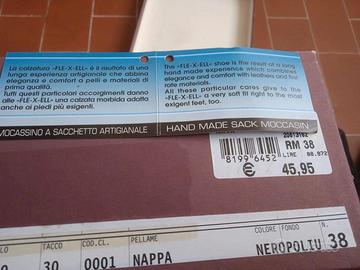 La calzatura «FLE-X-ELL» è il risultato di una
lunga esperienza artigianale che abbina
eleganza e comfort a pelli e materiali di
prima qualità.
Tutti questi particolari accorgimenti danno
alle «FLE-X-ELL» una calzata morbida adatta
anche ai piedi più esigenti.
The «FLE-X-ELL» shoe is the result of a long
hand made experience which combines
elegance and comfort with leathers and first
rate materials.
All these particular cares give to the
«FLE-X-ELL» a very soft fit right to the most
exigent feet, too.
MOCASSINO A SACCHETTO ARTIGIANALE
HAND MADE SACK MOCCASIN
RM 38
81996452
LIRE 88.972
45,95
TACCO
COD.CL.
PELLAME
COLORE
FONDO
N.
30
0001
NAPPA
NEROPOLIU
38